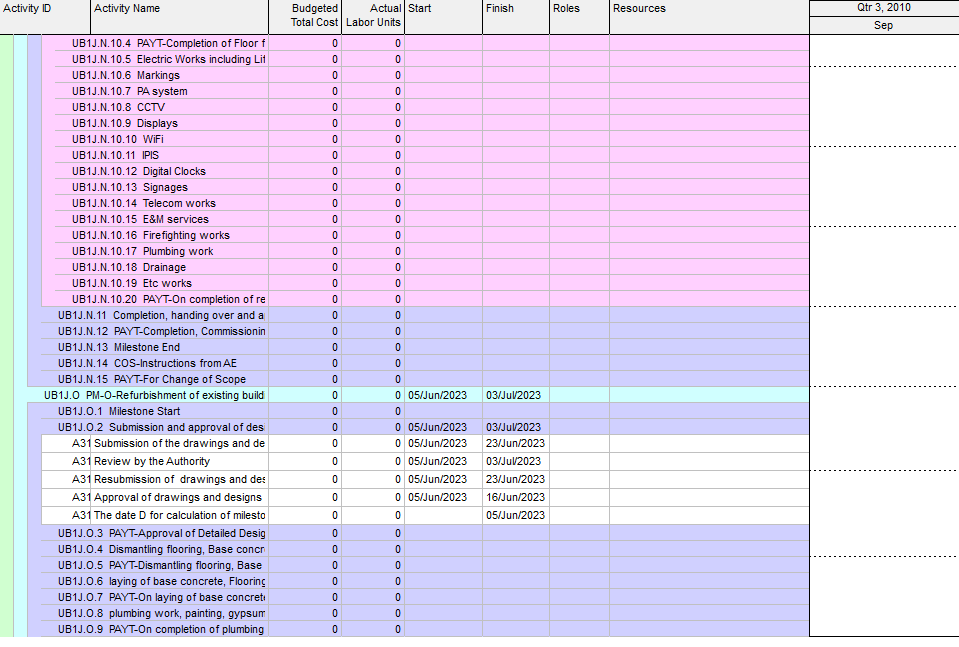 Activity ID Activity Name Budgeted Total Cost Actual Labor Units Start Finish Roles Resources Qtr 3, 2010
Sep
UB1J.N.10.4 PAYT-Completion of Floor f 0 0
UB1J.N.10.5 Electric Works including Lif 0 0
UB1J.N.10.6 Markings 0 0
UB1J.N.10.7 PA system 0 0
UB1J.N.10.8 CCTV 0 0
UB1J.N.10.9 Displays 0 0
UB1J.N.10.10 WiFi 0 0
UB1J.N.10.11 IPIS 0 0
UB1J.N.10.12 Digital Clocks 0 0
UB1J.N.10.13 Signages 0 0
UB1J.N.10.14 Telecom works 0 0
UB1J.N.10.15 E&M services 0 0
UB1J.N.10.16 Firefighting works 0 0
UB1J.N.10.17 Plumbing work 0 0
UB1J.N.10.18 Drainage 0 0
UB1J.N.10.19 Etc works 0 0
UB1J.N.10.20 PAYT-On completion of re 0 0
UB1J.N.11 Completion, handing over and a 0 0
UB1J.N.12 PAYT-Completion, Commissionin 0 0
UB1J.N.13 Milestone End 0 0
UB1J.N.14 COS-Instructions from AE 0 0
UB1J.N.15 PAYT-For Change of Scope 0 0
UB1J.O PM-O-Refurbishment of existing build 0 0 05/Jun/2023 03/Jul/2023
UB1J.O.1 Milestone Start 0 0
UB1J.O.2 Submission and approval of desi 0 0 05/Jun/2023 03/Jul/2023
A31 Submission of the drawings and de 0 0 05/Jun/2023 23/Jun/2023
A31 Review by the Authority 0 0 05/Jun/2023 03/Jul/2023
A31 Resubmission of drawings and des 0 0 05/Jun/2023 23/Jun/2023
A31 Approval of drawings and designs 0 0 05/Jun/2023 16/Jun/2023
A31 The date D for calculation of milesto 0 0 05/Jun/2023
UB1J.O.3 PAYT-Approval of Detailed Desig 0 0
UB1J.O.4 Dismantling flooring, Base concr 0 0
UB1J.O.5 PAYT-Dismantling flooring, Base 0 0
UB1J.O.6 laying of base concrete, Flooring 0 0
UB1J.O.7 PAYT-On laying of base concrete 0 0
UB1J.O.8 plumbing work, painting, gypsum 0 0
UB1J.O.9 PAYT-On completion of plumbing 0 0